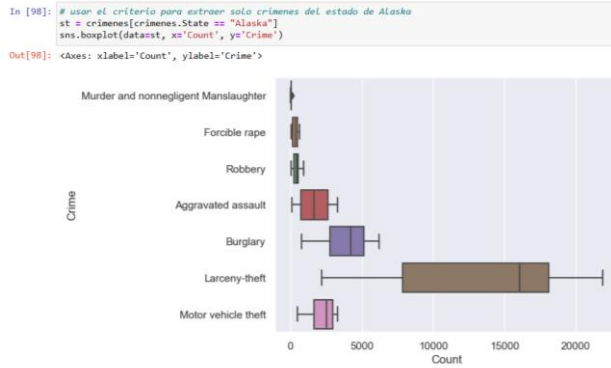 In [98]: # usar el criterio para extraer solo crímenes del estado de Alaska
st = crimenes[crimenes.State == "Alaska"]
sns.boxplot(data=st, x='Count', y='Crime')
Out[98]: <Axes: xlabel='Count', ylabel='Crime'>
Murder and nonnegligent Manslaughter
Forcible rape
Robbery
Aggravated assault
Burglary
Larceny-theft
Motor vehicle theft
Crime
0 5000 10000 15000 20000
Count